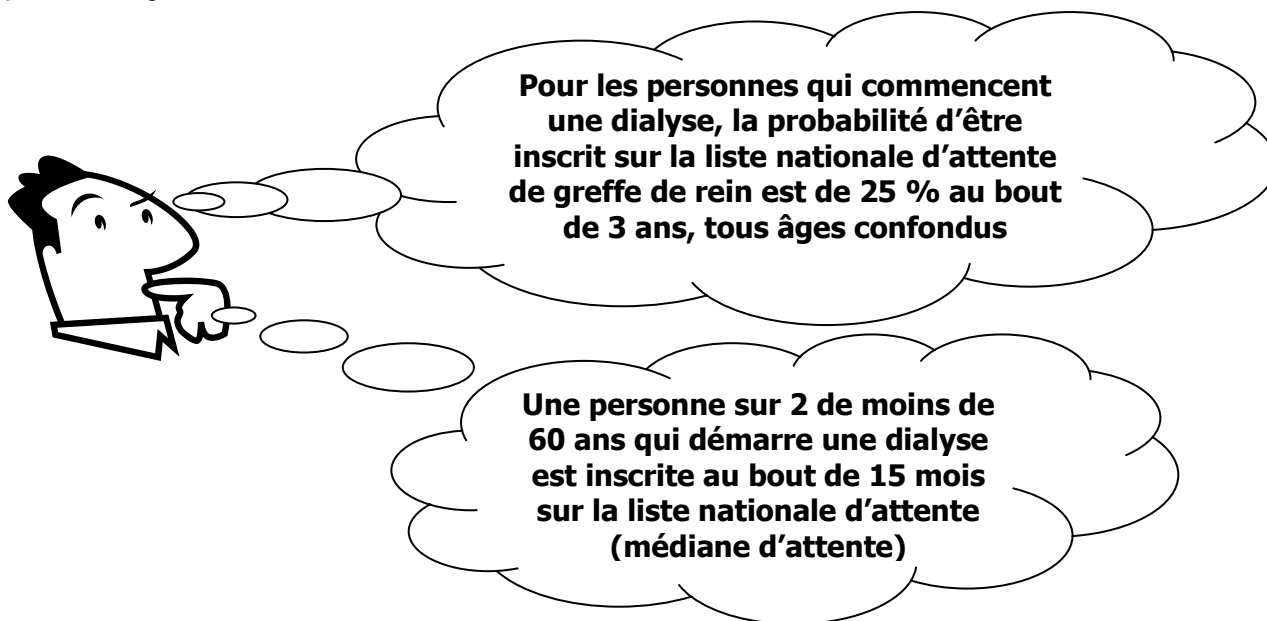 Pour les personnes qui commencent
une dialyse, la probabilité d’être
inscrit sur la liste nationale d’attente
de greffe de rein est de 25 % au bout
de 3 ans, tous âges confondus
Une personne sur 2 de moins de
60 ans qui démarre une dialyse
est inscrite au bout de 15 mois
sur la liste nationale d’attente
(médiane d’attente)